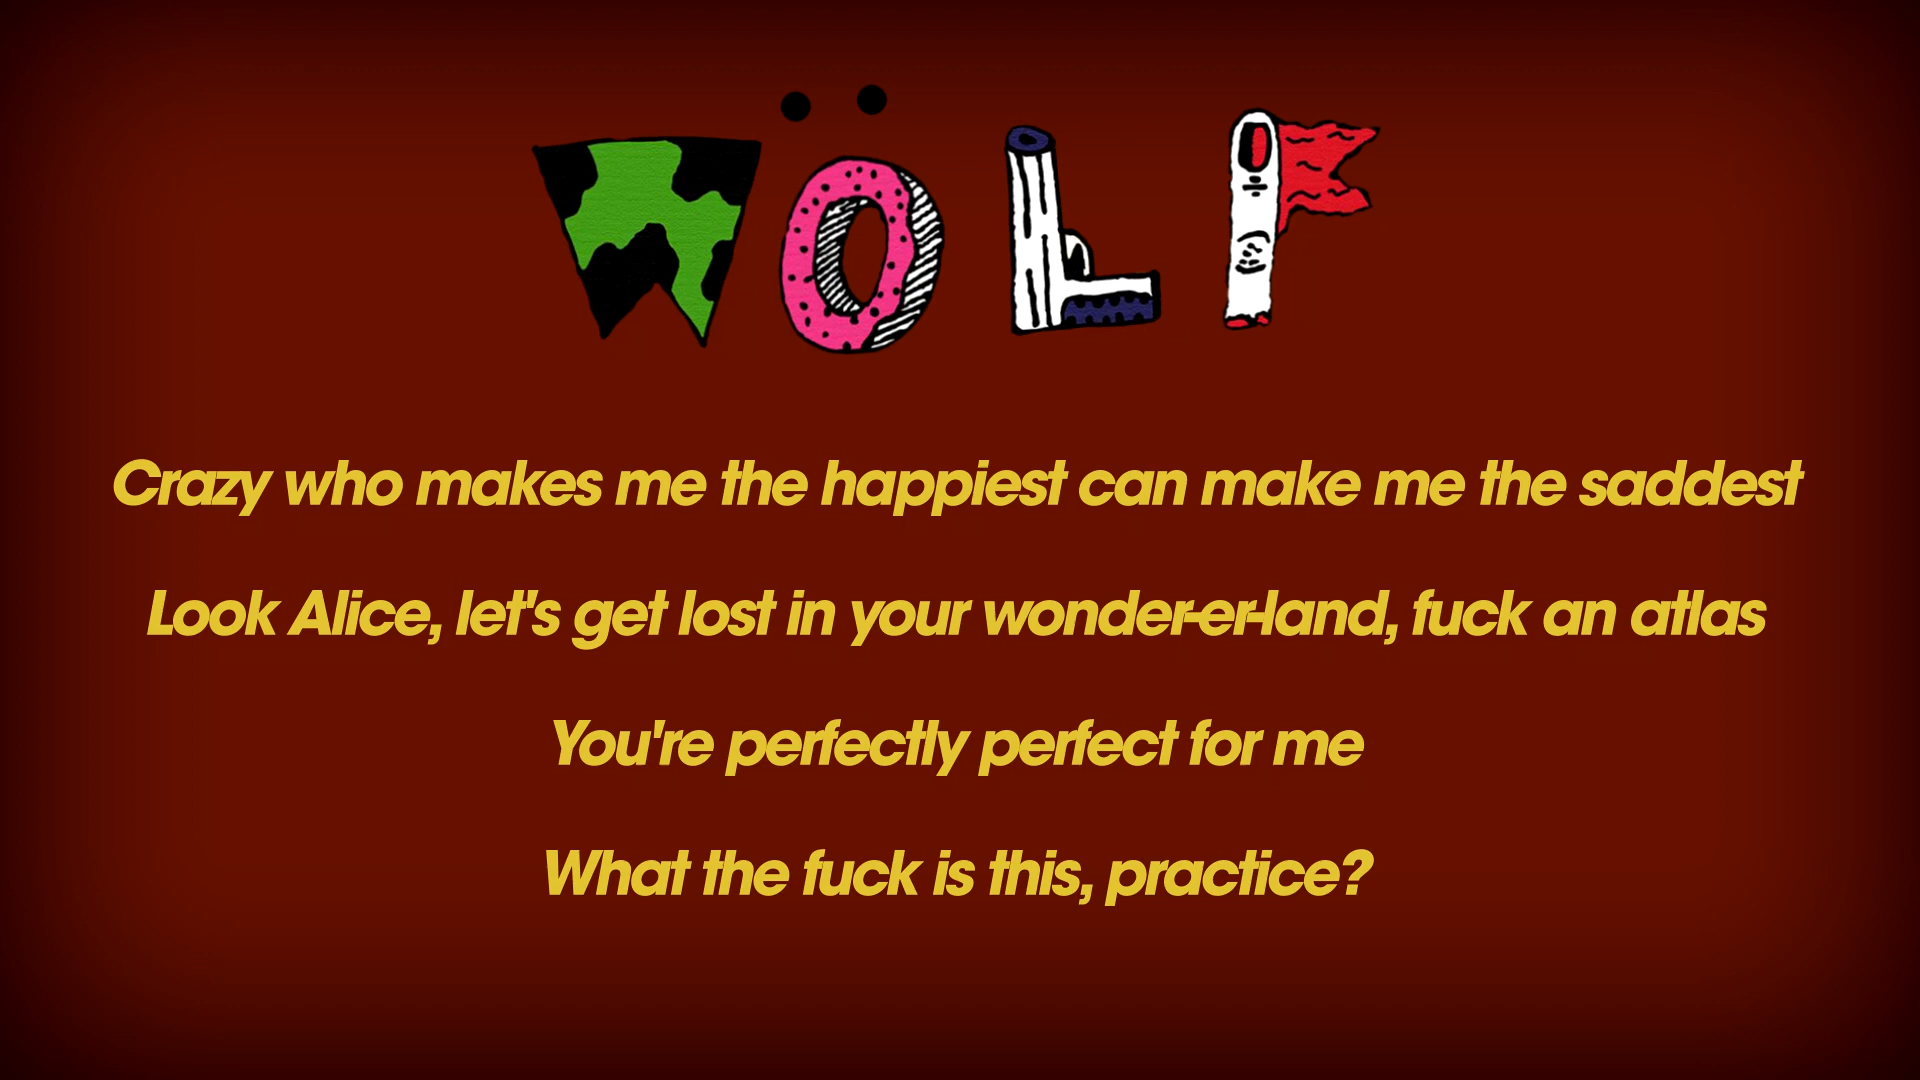 WÖLF
Crazy who makes me the happiest can make me the saddest
Look Alice, let's get lost in your wonder-er-land, fuck an atlas
You're perfectly perfect for me
What the fuck is this, practice?